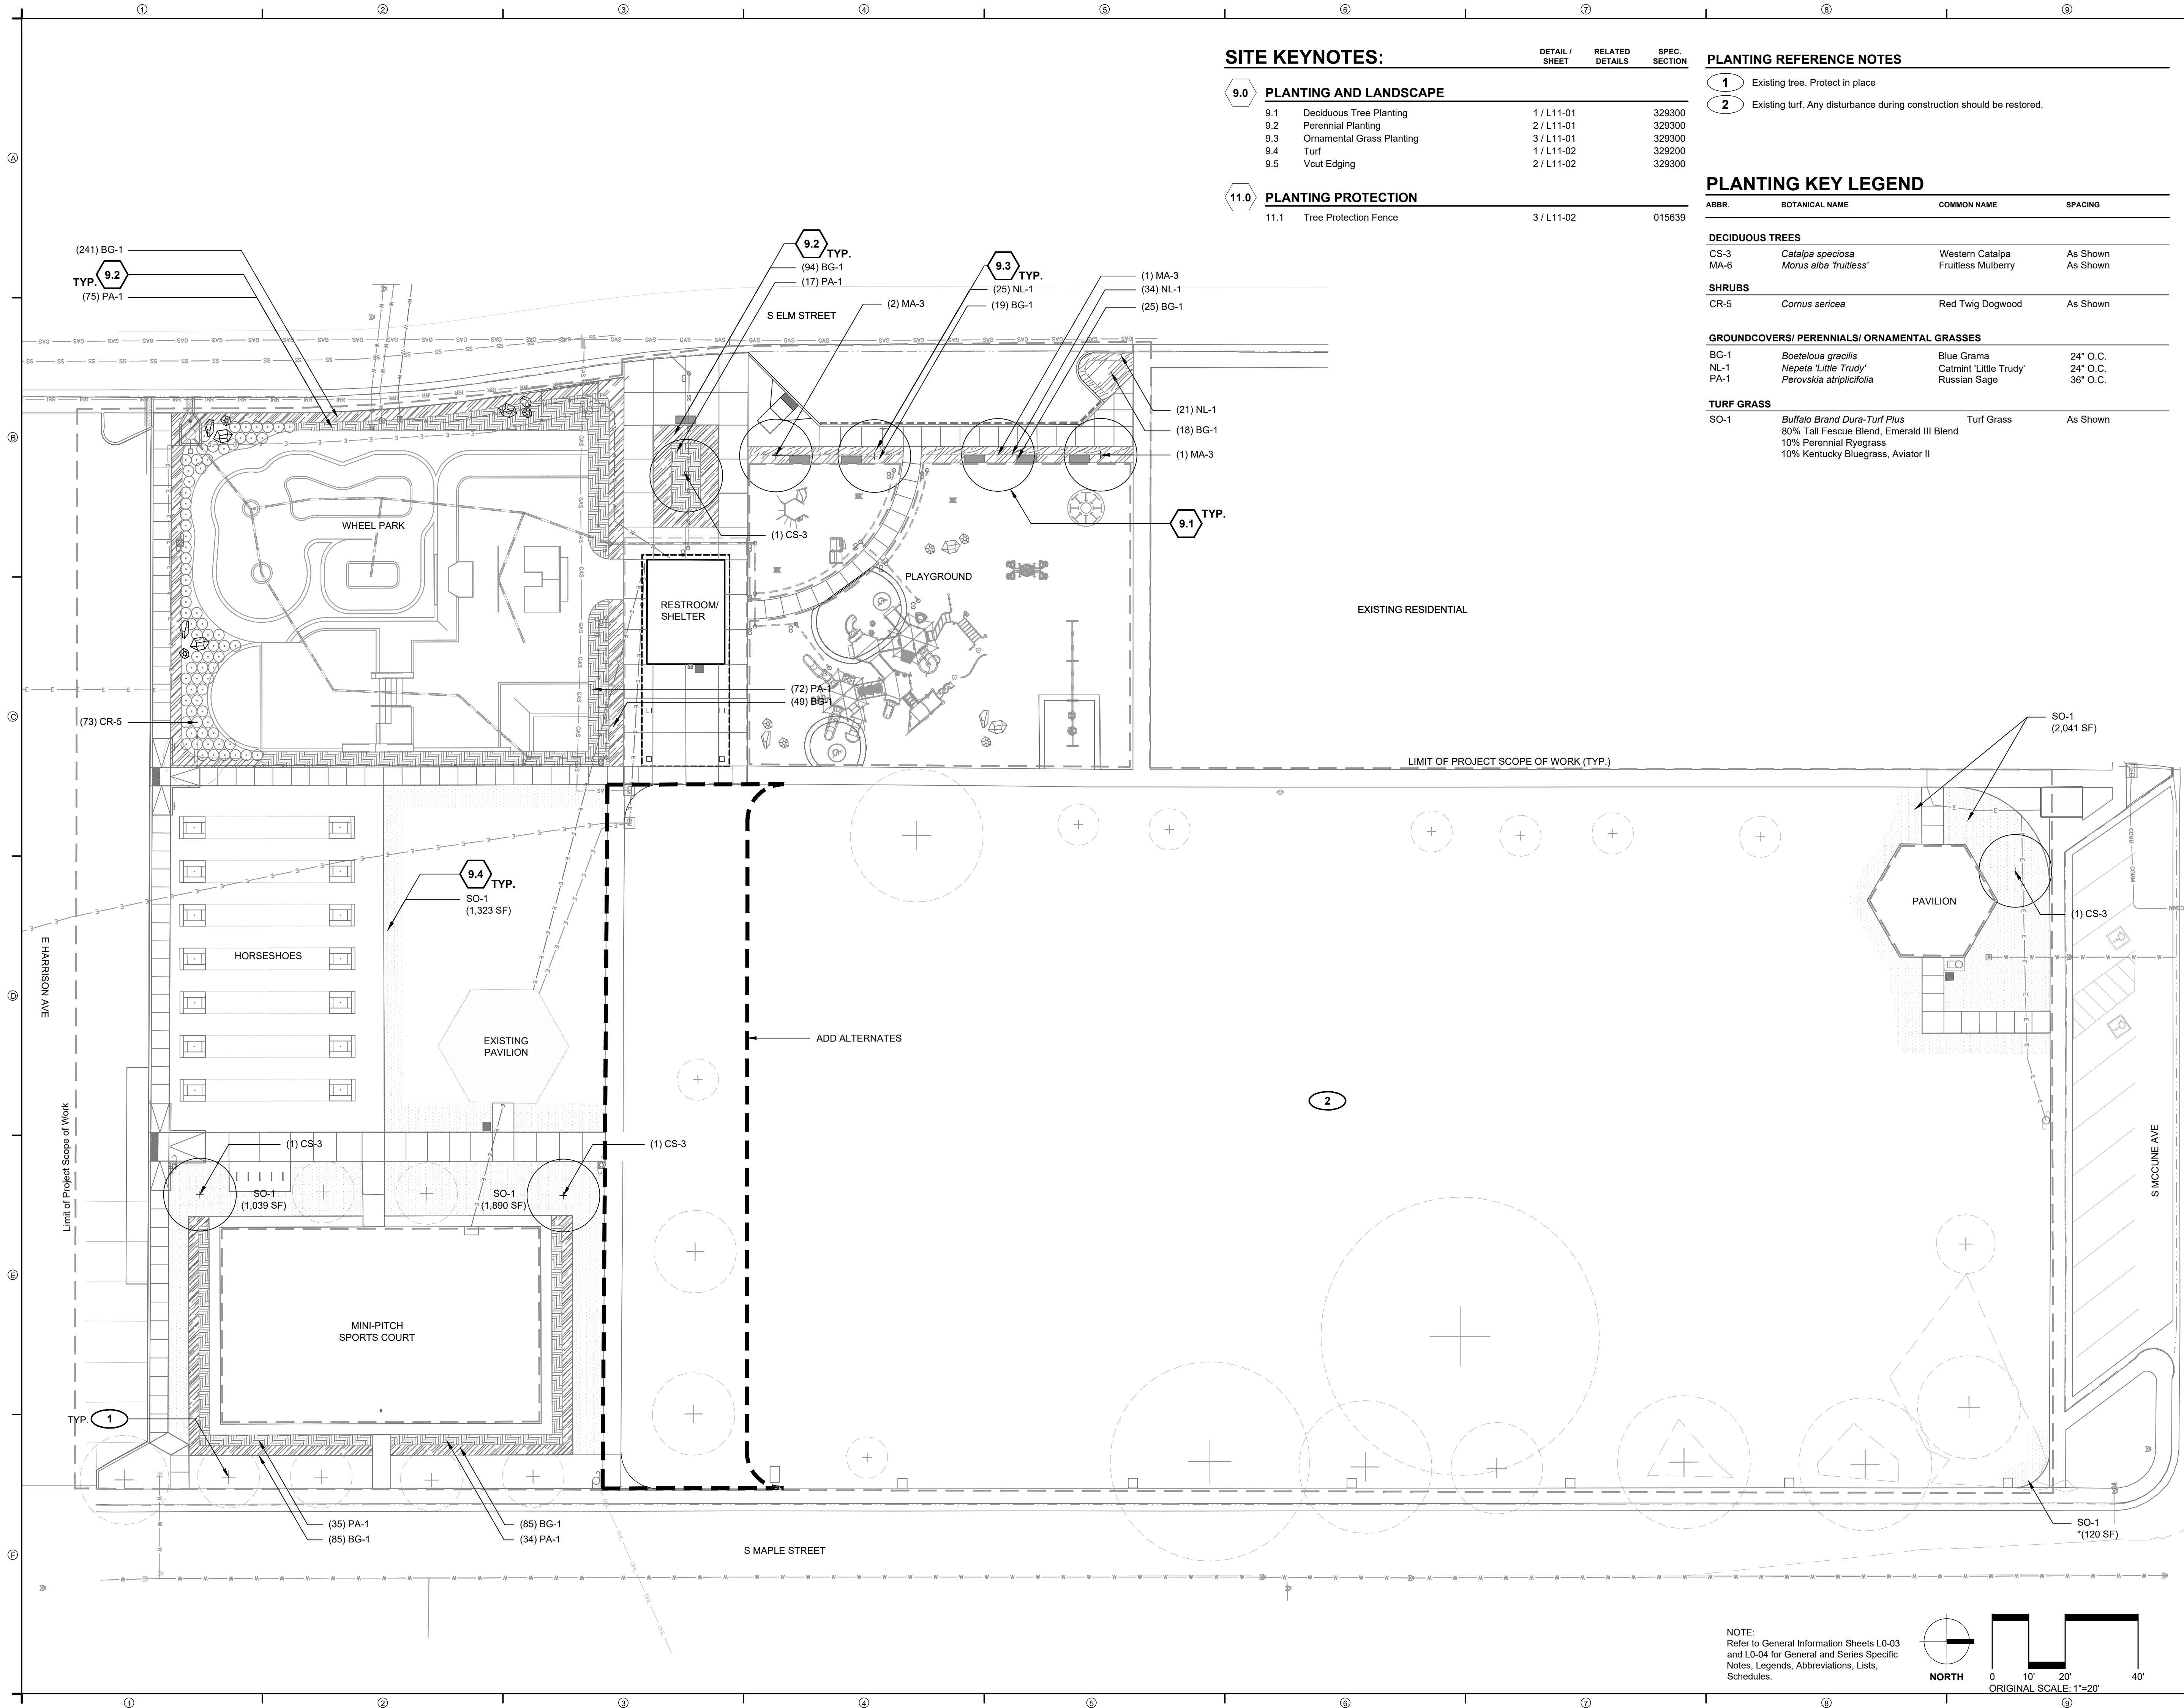 ① ② ③ ④ ⑤ ⑥ ⑦ ⑧ ⑨
SITE KEYNOTES:
DETAIL / SHEET
RELATED DETAILS
SPEC. SECTION
9.0 PLANTING AND LANDSCAPE
9.1 Deciduous Tree Planting 1 / L11-01 329300
9.2 Perennial Planting 2 / L11-01 329300
9.3 Ornamental Grass Planting 3 / L11-01 329300
9.4 Turf 1 / L11-02 329200
9.5 Vcut Edging 2 / L11-02 329300
11.0 PLANTING PROTECTION
11.1 Tree Protection Fence 3 / L11-02 015639
PLANTING REFERENCE NOTES
1 Existing tree. Protect in place
2 Existing turf. Any disturbance during construction should be restored.
PLANTING KEY LEGEND
ABBR. BOTANICAL NAME COMMON NAME SPACING
DECIDUOUS TREES
CS-3 Catalpa speciosa Western Catalpa As Shown
MA-6 Morus alba 'fruitless' Fruitless Mulberry As Shown
SHRUBS
CR-5 Cornus sericea Red Twig Dogwood As Shown
GROUNDCOVERS/ PERENNIALS/ ORNAMENTAL GRASSES
BG-1 Boeteloua gracilis Blue Grama 24" O.C.
NL-1 Nepeta 'Little Trudy' Catmint 'Little Trudy' 24" O.C.
PA-1 Perovskia atriplicifolia Russian Sage 36" O.C.
TURF GRASS
SO-1 Buffalo Brand Dura-Turf Plus Turf Grass As Shown
80% Tall Fescue Blend, Emerald III Blend
10% Perennial Ryegrass
10% Kentucky Bluegrass, Aviator II
Ⓐ
Ⓑ
Ⓒ
Ⓓ
Ⓔ
Ⓕ
(241) BG-1
TYP. 9.2
(75) PA-1
9.2 TYP.
(94) BG-1
(17) PA-1
S ELM STREET
(2) MA-3
9.3 TYP.
(25) NL-1
(19) BG-1
(1) MA-3
(34) NL-1
(25) BG-1
(21) NL-1
(18) BG-1
(1) MA-3
9.1 TYP.
WHEEL PARK
(1) CS-3
RESTROOM/
SHELTER
PLAYGROUND
EXISTING RESIDENTIAL
(72) PA-1
(49) BG-1
(73) CR-5
SO-1
(2,041 SF)
LIMIT OF PROJECT SCOPE OF WORK (TYP.)
9.4 TYP.
SO-1
(1,323 SF)
PAVILION
(1) CS-3
E HARRISON AVE
HORSESHOES
EXISTING
PAVILION
ADD ALTERNATES
2
Limit of Project Scope of Work
(1) CS-3
(1) CS-3
SO-1
(1,039 SF)
SO-1
(1,890 SF)
S MCCUNE AVE
MINI-PITCH
SPORTS COURT
TYP. 1
(35) PA-1
(85) BG-1
(85) BG-1
(34) PA-1
S MAPLE STREET
SO-1
*(120 SF)
NOTE:
Refer to General Information Sheets L0-03
and L0-04 for General and Series Specific
Notes, Legends, Abbreviations, Lists,
Schedules.
NORTH
0 10' 20' 40'
ORIGINAL SCALE: 1"=20'
① ② ③ ④ ⑤ ⑥ ⑦ ⑧ ⑨